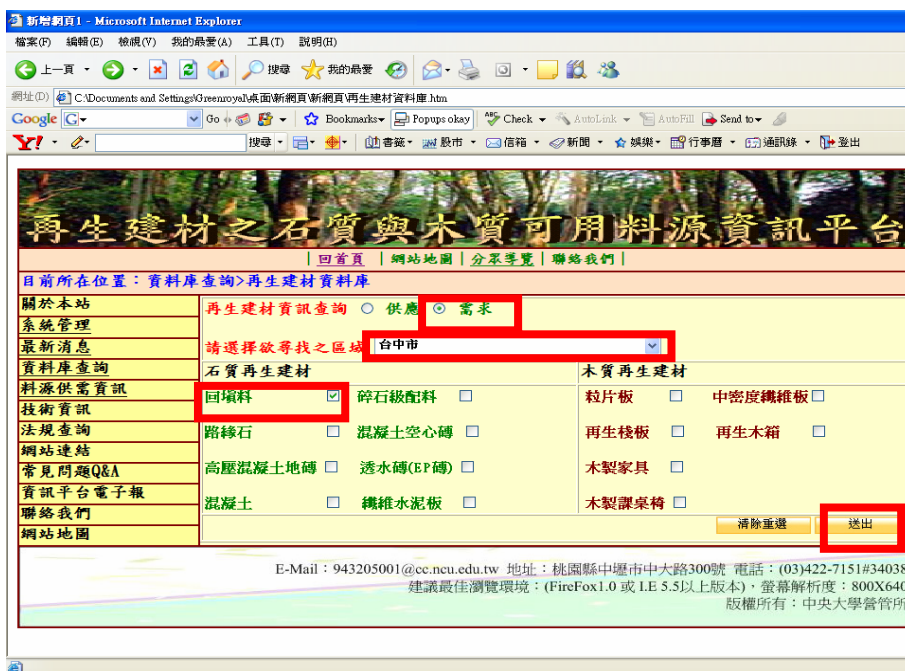 新增網頁1 - Microsoft Internet Explorer
檔案(F) 編輯(E) 檢視(V) 我的最愛(A) 工具(T) 說明(H)
上一頁 搜尋 我的最愛
網址(D) C:\Documents and Settings\Greenroyal\桌面\新網頁\新網頁\再生建材資料庫.htm
Google G Go Bookmarks Popups okay Check AutoLink AutoFill Send to
Y! 搜尋 書籤 股市 信箱 新聞 娛樂 行事曆 通訊錄 登出
再生建材之石質與木質可用料源資訊平台
| 回首頁 | 網站地圖 | 分眾導覽 | 聯絡我們 |
目前所在位置：資料庫查詢>再生建材資料庫
關於本站
系統管理
最新消息
資料庫查詢
料源供需資訊
技術資訊
法規查詢
網站連結
常見問題Q&A
資訊平台電子報
聯絡我們
網站地圖
再生建材資訊查詢 供應 需求
請選擇欲尋找之區域 台中市
石質再生建材 木質再生建材
回填料 碎石級配料 粒片板 中密度纖維板
路緣石 混凝土空心磚 再生棧板 再生木箱
高壓混凝土地磚 透水磚(EP磚) 木製家具
混凝土 纖維水泥板 木製課桌椅
清除重選 送出
E-Mail：943205001@cc.ncu.edu.tw 地址：桃園縣中壢市中大路300號 電話：(03)422-7151#34038
建議最佳瀏覽環境：(FireFox1.0 或 I.E 5.5以上版本)，螢幕解析度：800X640
版權所有：中央大學營管所